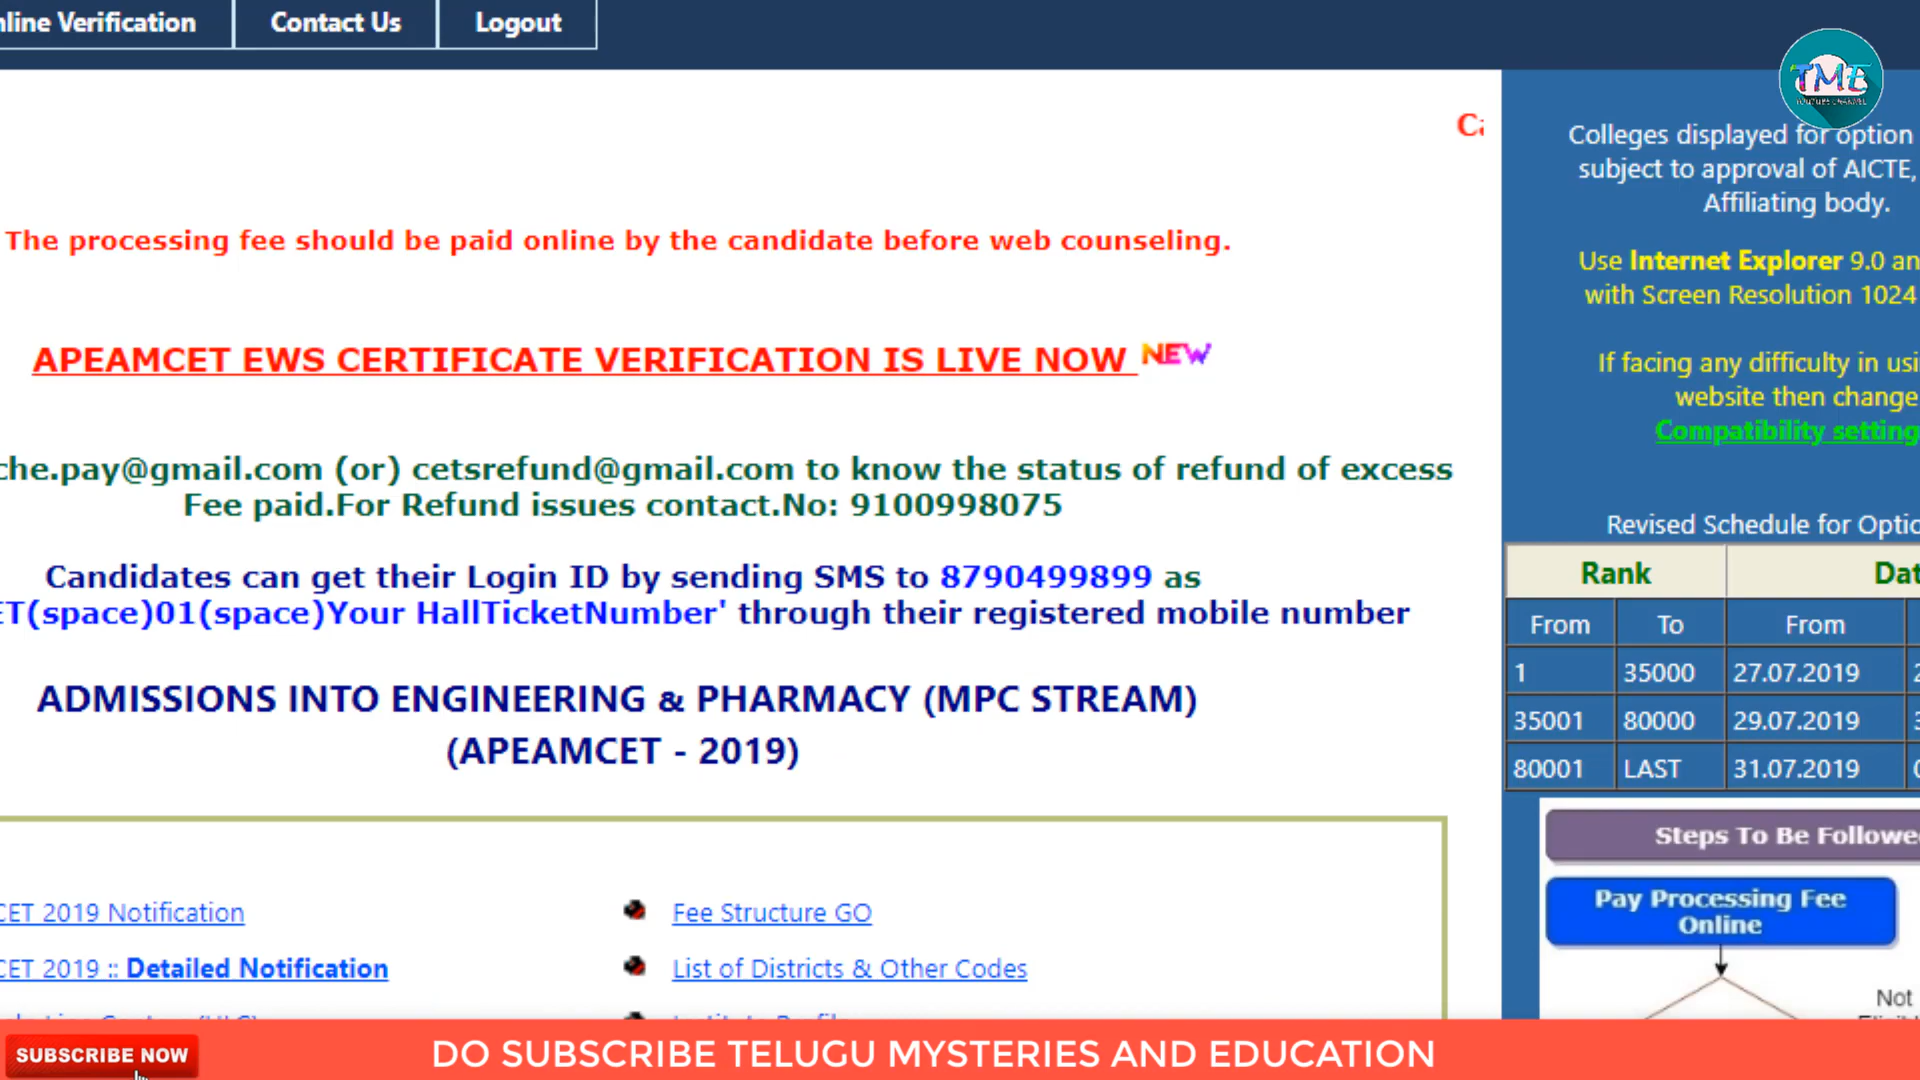 nline Verification
Contact Us
Logout
TME
YOUTUBE CHANNEL
Ca
Colleges displayed for option
subject to approval of AICTE,
Affiliating body.
The processing fee should be paid online by the candidate before web counseling.
Use Internet Explorer 9.0 an
with Screen Resolution 1024
APEAMCET EWS CERTIFICATE VERIFICATION IS LIVE NOW NEW
If facing any difficulty in usi
website then change
Compatibility setting
che.pay@gmail.com (or) cetsrefund@gmail.com to know the status of refund of excess
Fee paid.For Refund issues contact.No: 9100998075
Candidates can get their Login ID by sending SMS to 8790499899 as
ET(space)01(space)Your HallTicketNumber' through their registered mobile number
ADMISSIONS INTO ENGINEERING & PHARMACY (MPC STREAM)
(APEAMCET - 2019)
Revised Schedule for Optio
Rank Dat
From To From
1 35000 27.07.2019
35001 80000 29.07.2019
80001 LAST 31.07.2019
Steps To Be Followe
Pay Processing Fee
Online
Not
CET 2019 Notification
Fee Structure GO
CET 2019 :: Detailed Notification
List of Districts & Other Codes
SUBSCRIBE NOW
DO SUBSCRIBE TELUGU MYSTERIES AND EDUCATION